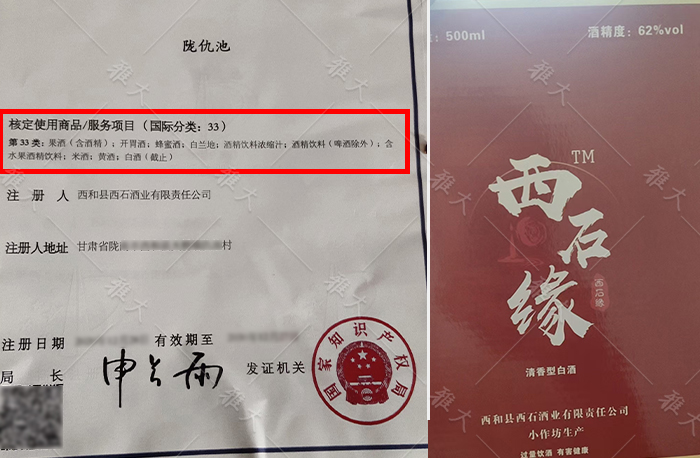 陇仇池
核定使用商品/服务项目（国际分类：33）
第33类：果酒（含酒精）；开胃酒；蜂蜜酒；白兰地；酒精饮料浓缩汁；酒精饮料（啤酒除外）；含
水果酒精饮料；米酒；黄酒；白酒（截止）
注 册 人 西和县西石酒业有限责任公司
注册人地址 甘肃省陇南
村
注册日期
有效期至
局 长
申长雨
发证机关
国家知识产权局
500ml
酒精度：62%vol
西石缘
TM
西石缘
清香型白酒
西和县西石酒业有限责任公司
小作坊生产
过量饮酒 有害健康
雅大